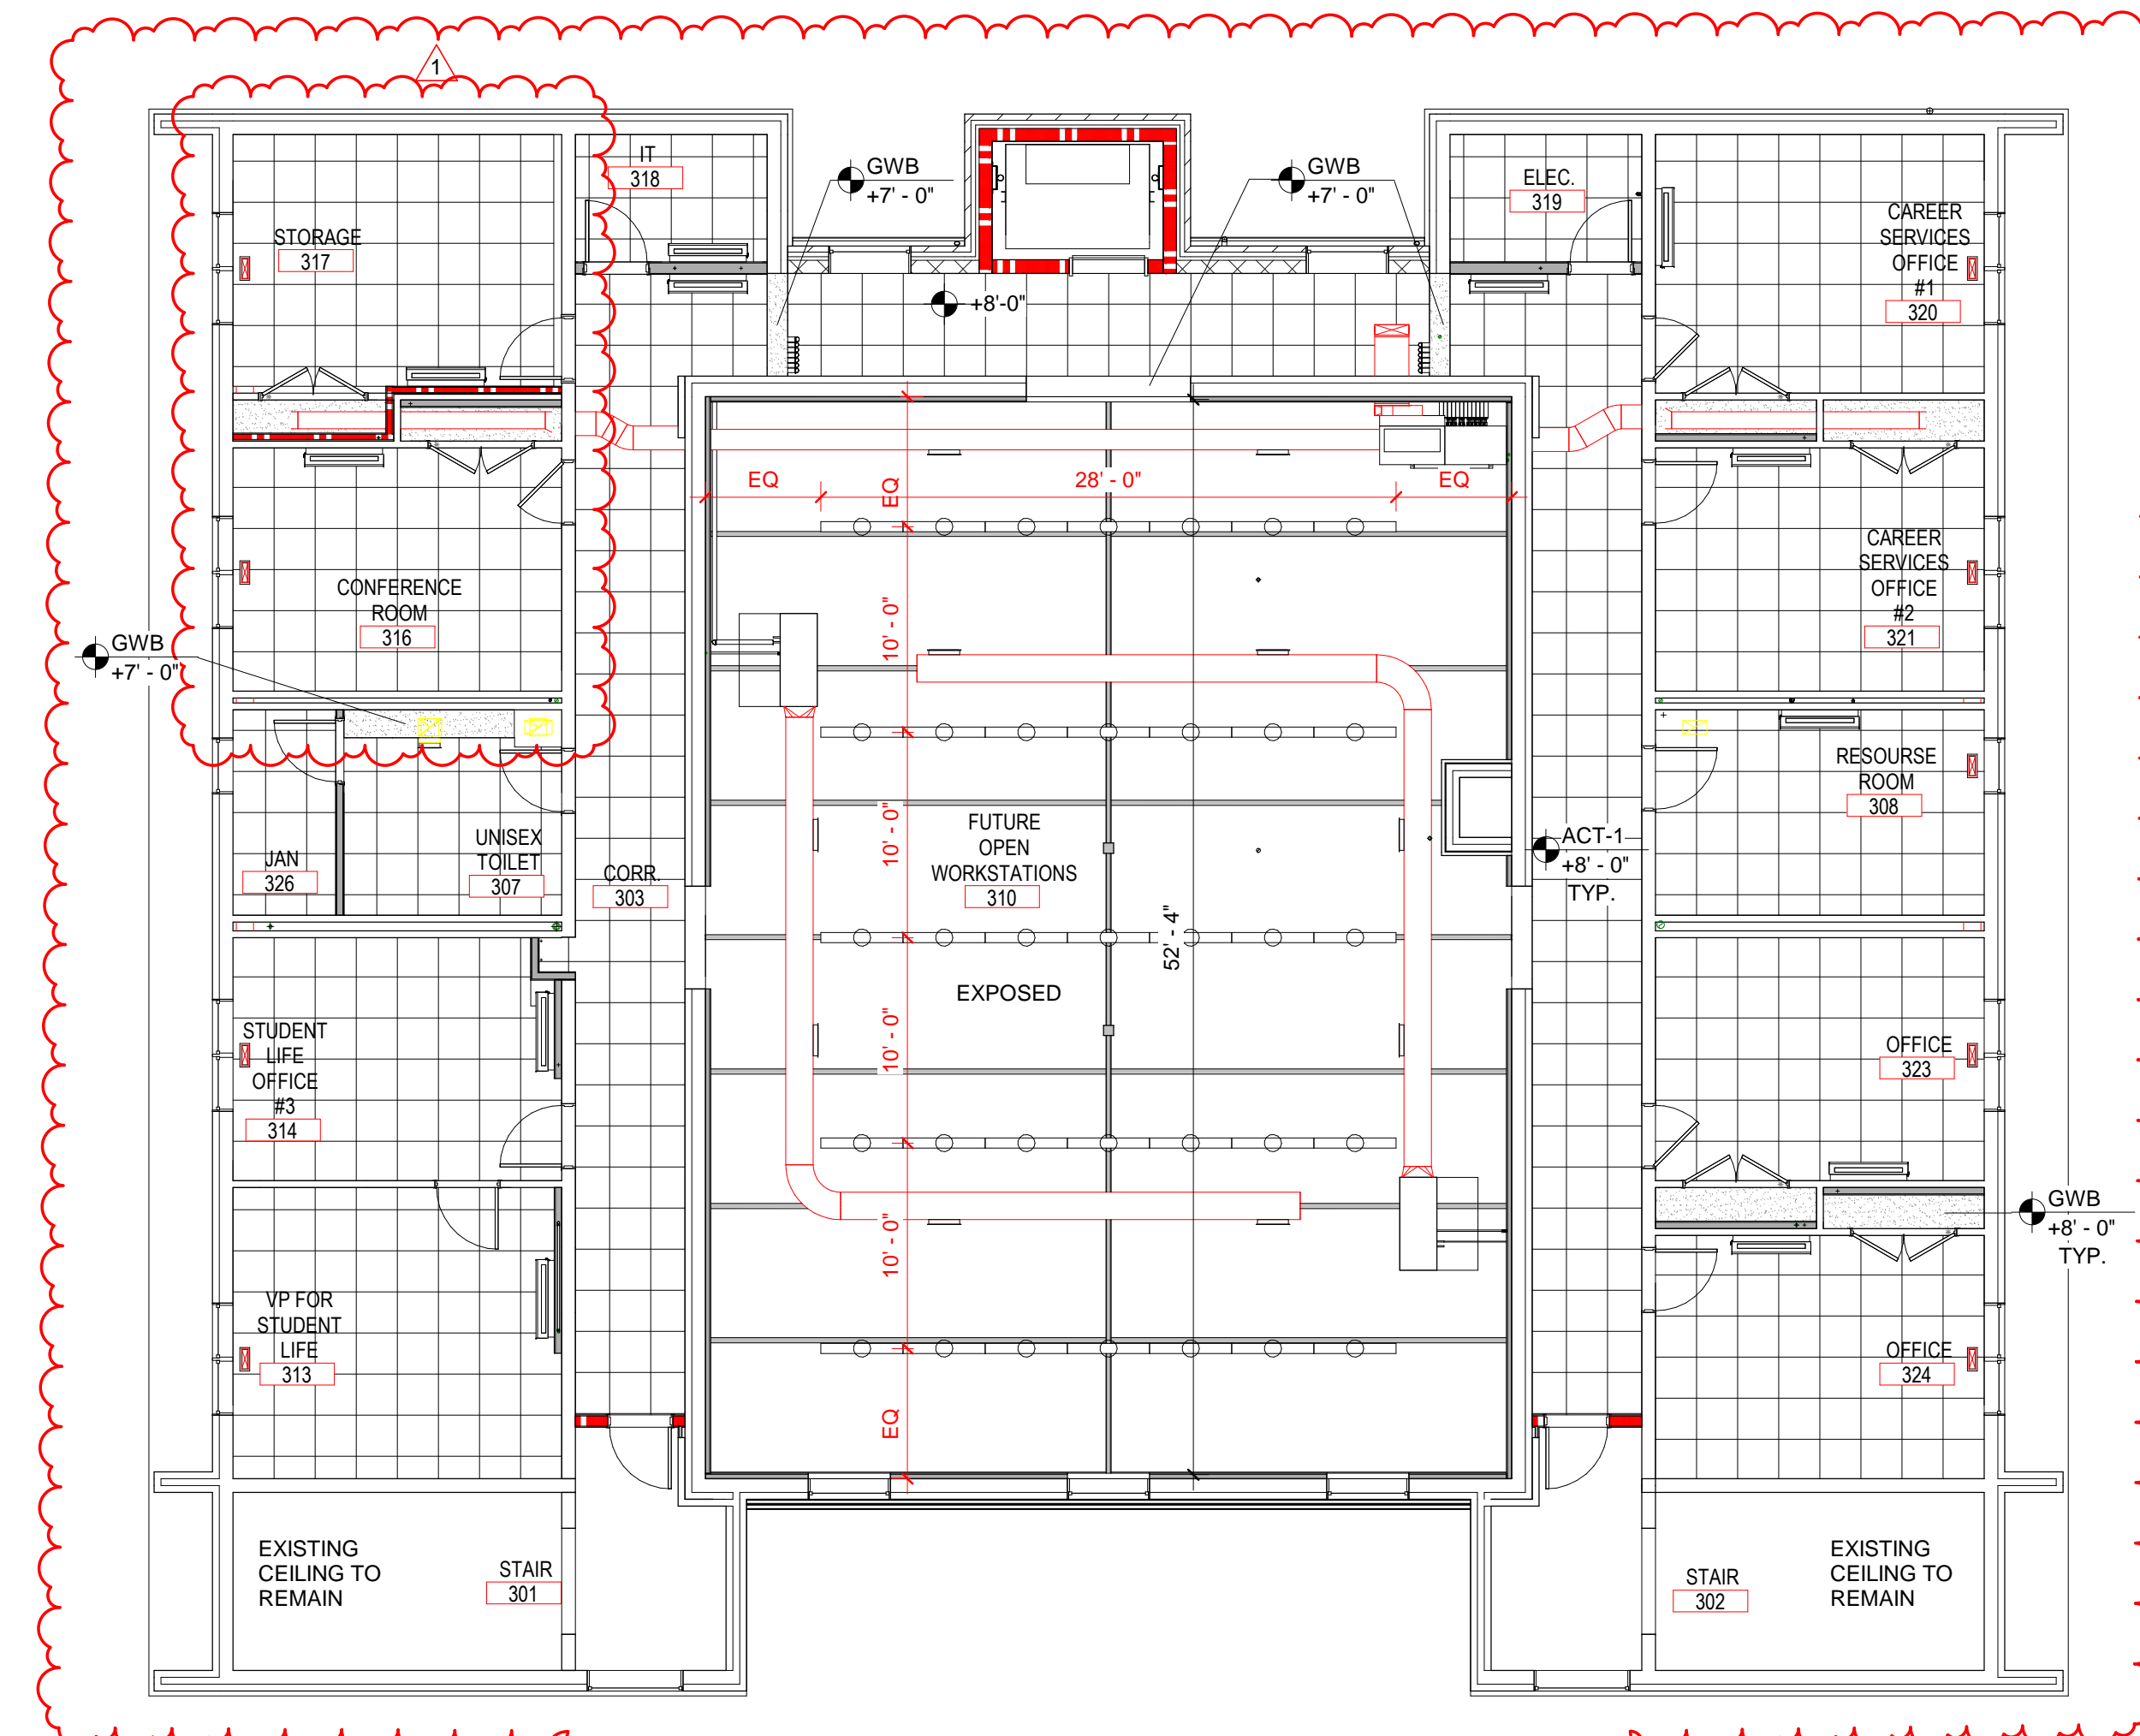 1
IT
318
GWB
+7' - 0"
GWB
+7' - 0"
ELEC.
319
STORAGE
317
CAREER
SERVICES
OFFICE
#1
320
+8'-0"
EQ
28' - 0"
EQ
EQ
CONFERENCE
ROOM
316
CAREER
SERVICES
OFFICE
#2
321
GWB
+7' - 0"
10' - 0"
RESOURSE
ROOM
308
JAN
326
UNISEX
TOILET
307
CORR.
303
10' - 0"
FUTURE
OPEN
WORKSTATIONS
310
ACT-1
+8' - 0"
TYP.
52' - 4"
EXPOSED
STUDENT
LIFE
OFFICE
#3
314
10' - 0"
OFFICE
323
GWB
+8' - 0"
TYP.
10' - 0"
VP FOR
STUDENT
LIFE
313
OFFICE
324
EQ
EXISTING
CEILING TO
REMAIN
STAIR
301
STAIR
302
EXISTING
CEILING TO
REMAIN